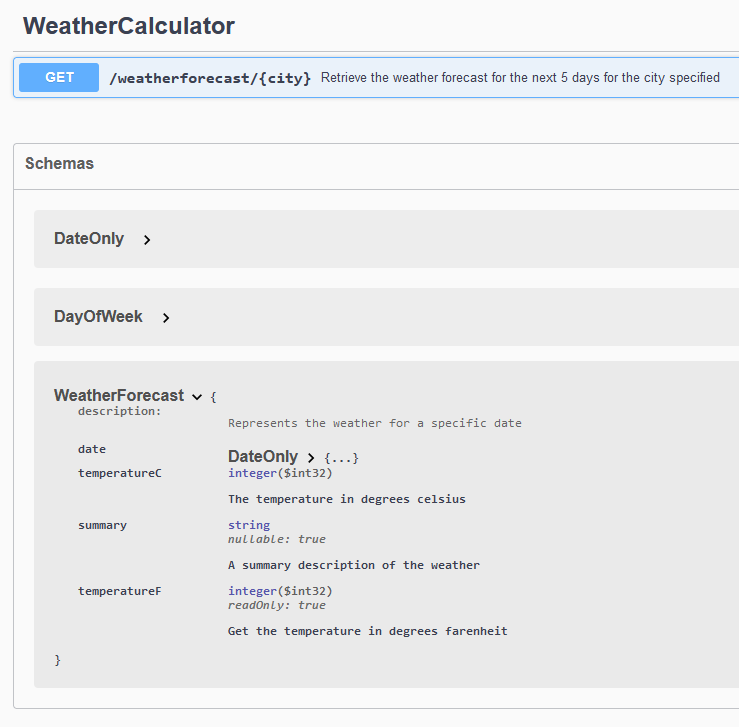 WeatherCalculator
GET /weatherforecast/{city} Retrieve the weather forecast for the next 5 days for the city specified
Schemas
DateOnly
DayOfWeek
WeatherForecast {
description:
Represents the weather for a specific date
date DateOnly {...}
temperatureC integer($int32)
The temperature in degrees celsius
summary string
nullable: true
A summary description of the weather
temperatureF integer($int32)
readOnly: true
Get the temperature in degrees farenheit
}